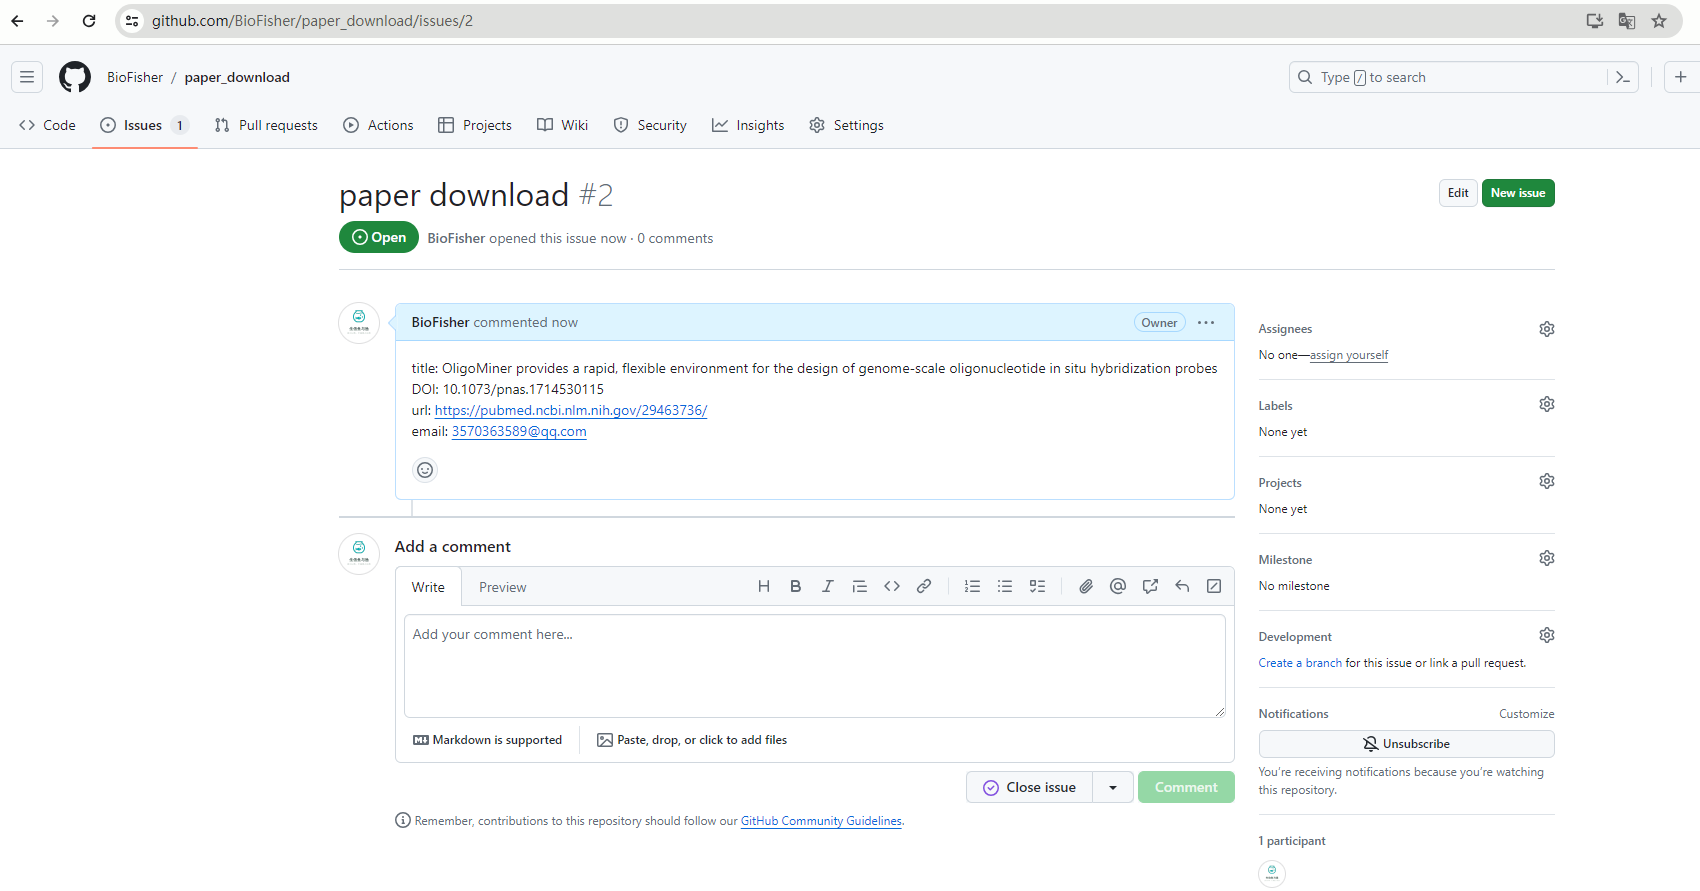 github.com/BioFisher/paper_download/issues/2
BioFisher / paper_download
Type / to search
Code
Issues 1
Pull requests
Actions
Projects
Wiki
Security
Insights
Settings
paper download #2
Edit
New issue
Open
BioFisher opened this issue now · 0 comments
BioFisher commented now
Owner
title: OligoMiner provides a rapid, flexible environment for the design of genome-scale oligonucleotide in situ hybridization probes
DOI: 10.1073/pnas.1714530115
url: https://pubmed.ncbi.nlm.nih.gov/29463736/
email: 3570363589@qq.com
Add a comment
Write
Preview
Add your comment here...
Markdown is supported
Paste, drop, or click to add files
Close issue
Comment
Remember, contributions to this repository should follow our GitHub Community Guidelines.
Assignees
No one—assign yourself
Labels
None yet
Projects
None yet
Milestone
No milestone
Development
Create a branch for this issue or link a pull request.
Notifications
Customize
Unsubscribe
You're receiving notifications because you're watching
this repository.
1 participant